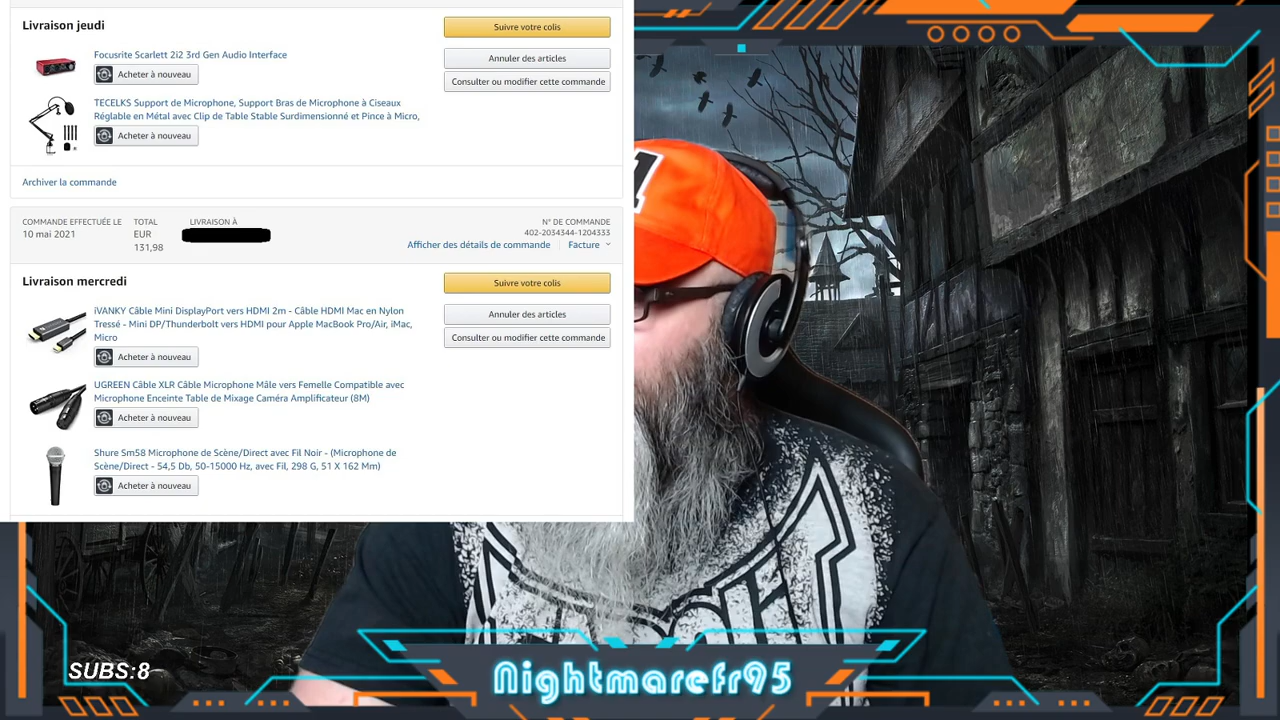 Livraison jeudi
Suivre votre colis
Focusrite Scarlett 2i2 3rd Gen Audio Interface
Acheter à nouveau
Annuler des articles
Consulter ou modifier cette commande
TECELKS Support de Microphone, Support Bras de Microphone à Ciseaux
Réglable en Métal avec Clip de Table Stable Surdimensionné et Pince à Micro,
Acheter à nouveau
Archiver la commande
COMMANDE EFFECTUÉE LE
10 mai 2021
TOTAL
EUR
131,98
LIVRAISON À
N° DE COMMANDE
402-2034344-1204333
Afficher des détails de commande
Facture
Livraison mercredi
Suivre votre colis
iVANKY Câble Mini DisplayPort vers HDMI 2m - Câble HDMI Mac en Nylon
Tressé - Mini DP/Thunderbolt vers HDMI pour Apple MacBook Pro/Air, iMac,
Micro
Acheter à nouveau
Annuler des articles
Consulter ou modifier cette commande
UGREEN Câble XLR Câble Microphone Mâle vers Femelle Compatible avec
Microphone Enceinte Table de Mixage Caméra Amplificateur (8M)
Acheter à nouveau
Shure Sm58 Microphone de Scène/Direct avec Fil Noir - (Microphone de
Scène/Direct - 54,5 Db, 50-15000 Hz, avec Fil, 298 G, 51 X 162 Mm)
Acheter à nouveau
1
SUBS:8
Nightmarefr95